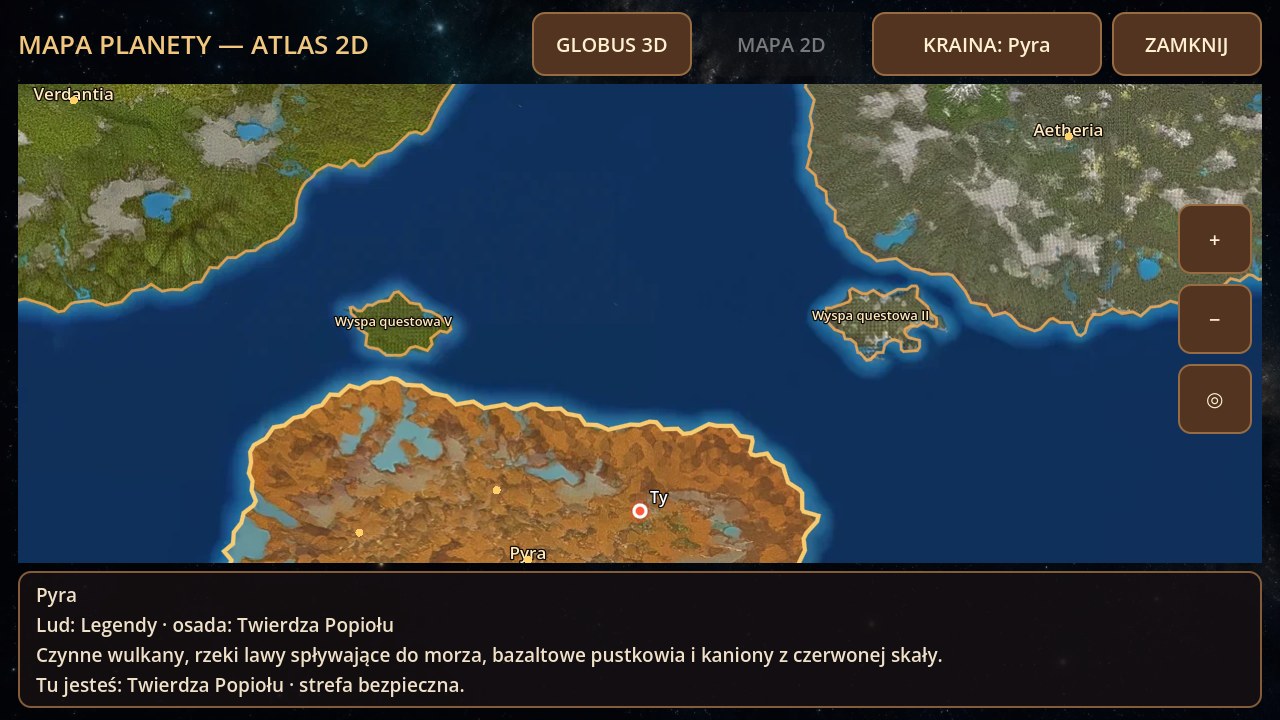 MAPA PLANETY — ATLAS 2D
GLOBUS 3D
MAPA 2D
KRAINA: Pyra
ZAMKNIJ
Verdantia
Aetheria
+
Wyspa questowa V
Wyspa questowa II
−
◎
Ty
Pyra
Pyra
Lud: Legendy · osada: Twierdza Popiołu
Czynne wulkany, rzeki lawy spływające do morza, bazaltowe pustkowia i kaniony z czerwonej skały.
Tu jesteś: Twierdza Popiołu · strefa bezpieczna.